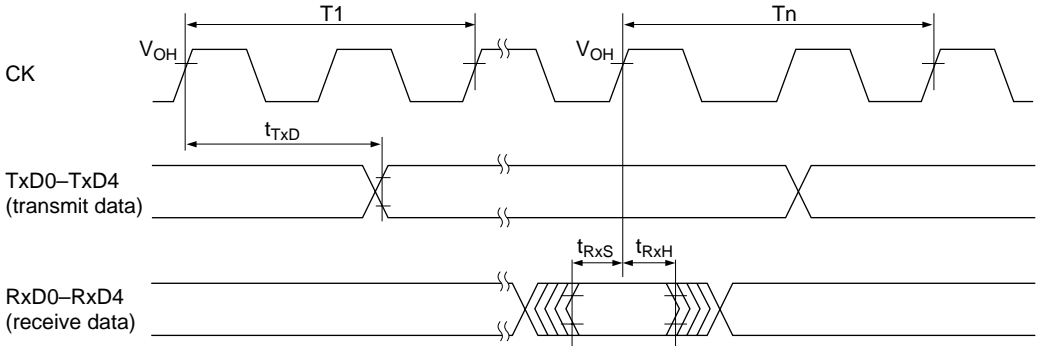 T1
Tn
VOH
VOH
CK
tTxD
TxD0–TxD4
(transmit data)
tRxS
tRxH
RxD0–RxD4
(receive data)